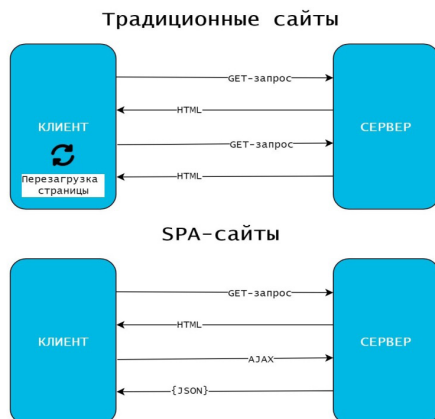 Традиционные сайты
GET-запрос
HTML
КЛИЕНТ
СЕРВЕР
GET-запрос
Перезагрузка
страницы
HTML
SPA-сайты
GET-запрос
HTML
КЛИЕНТ
СЕРВЕР
AJAX
{JSON}